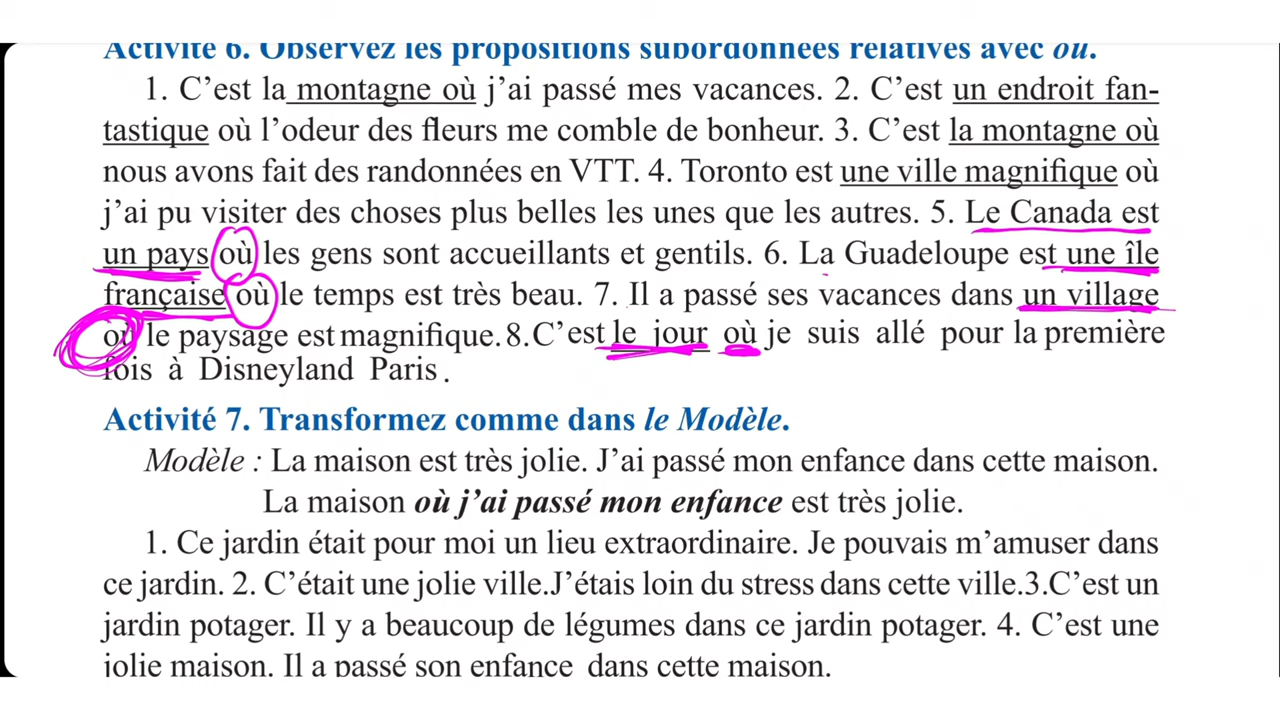 Activité 6. Observez les propositions subordonnées relatives avec où.
1. C’est la montagne où j’ai passé mes vacances. 2. C’est un endroit fan-
tastique où l’odeur des fleurs me comble de bonheur. 3. C’est la montagne où
nous avons fait des randonnées en VTT. 4. Toronto est une ville magnifique où
j’ai pu visiter des choses plus belles les unes que les autres. 5. Le Canada est
un pays où les gens sont accueillants et gentils. 6. La Guadeloupe est une île
française où le temps est très beau. 7. Il a passé ses vacances dans un village
où le paysage est magnifique. 8.C’est le jour où je suis allé pour la première
fois à Disneyland Paris.
Activité 7. Transformez comme dans le Modèle.
Modèle : La maison est très jolie. J’ai passé mon enfance dans cette maison.
La maison où j’ai passé mon enfance est très jolie.
1. Ce jardin était pour moi un lieu extraordinaire. Je pouvais m’amuser dans
ce jardin. 2. C’était une jolie ville.J’étais loin du stress dans cette ville.3.C’est un
jardin potager. Il y a beaucoup de légumes dans ce jardin potager. 4. C’est une
jolie maison. Il a passé son enfance dans cette maison.